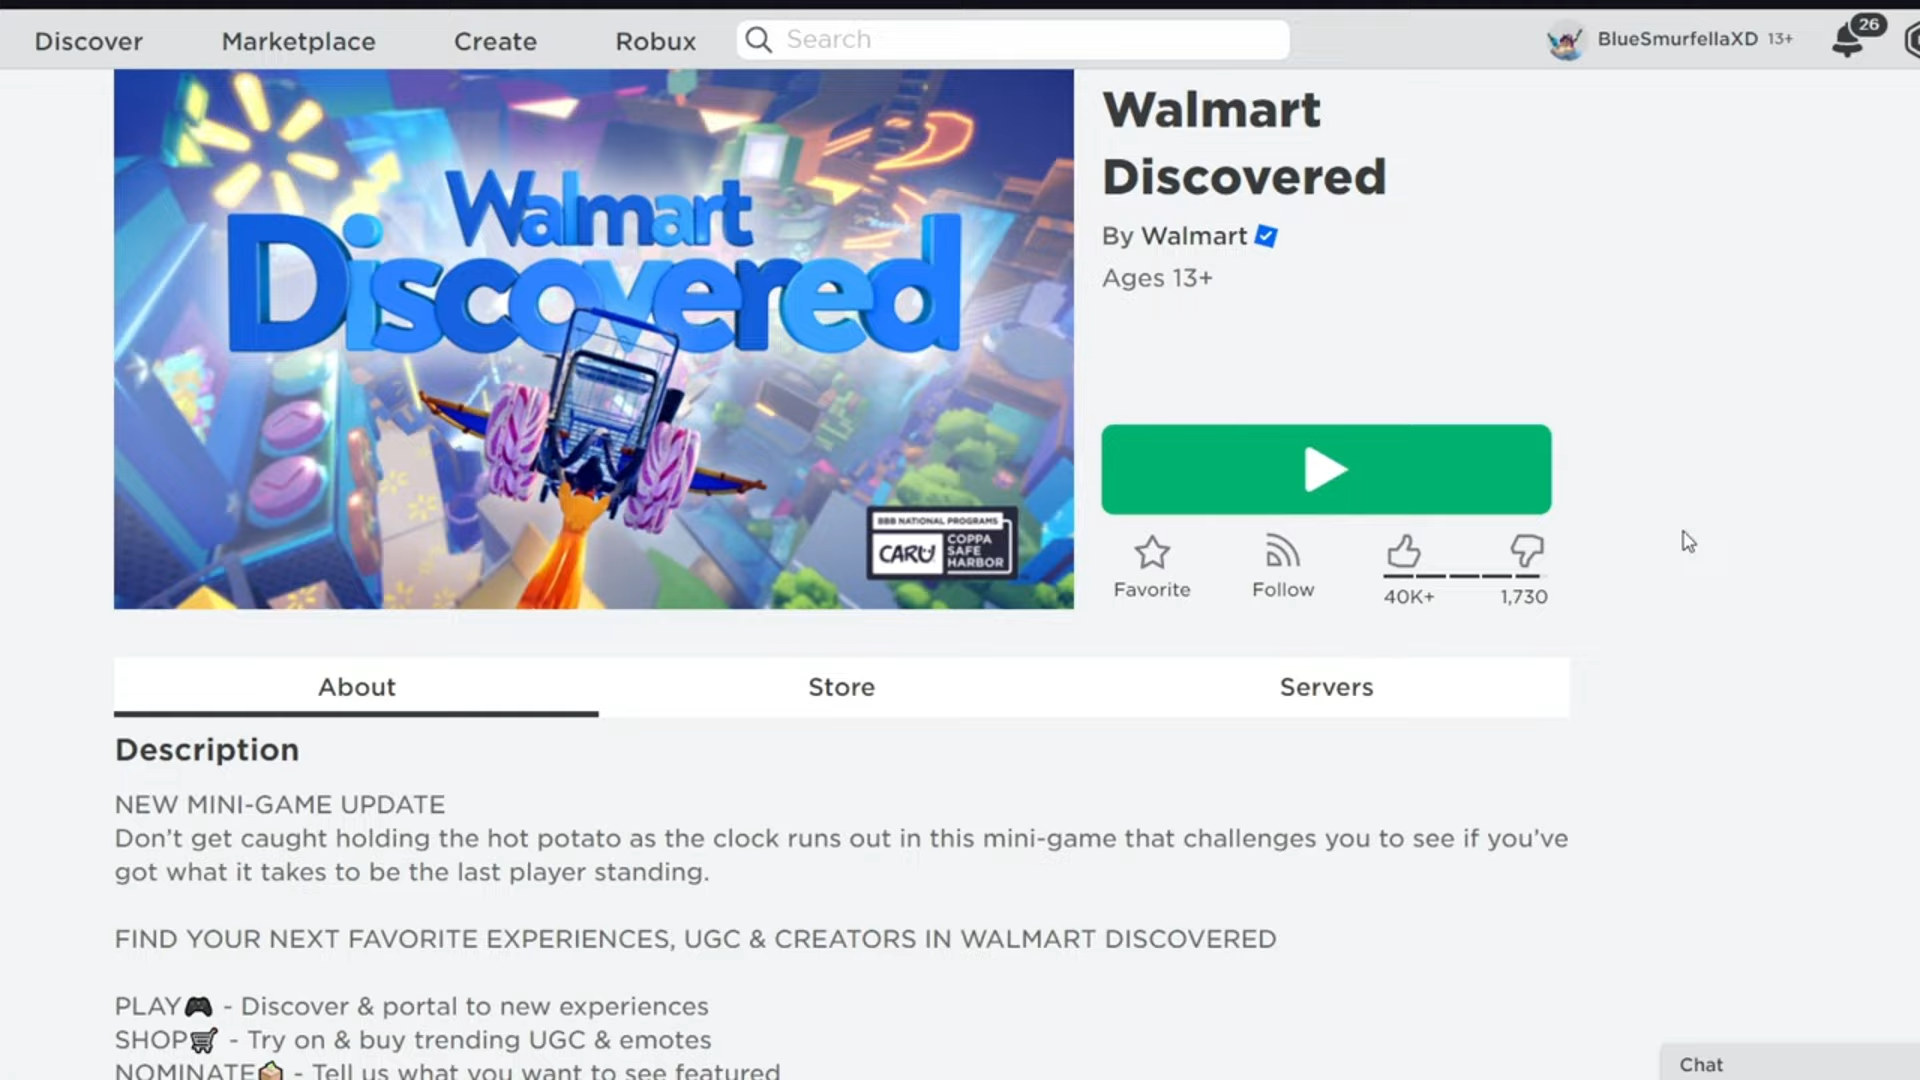 Discover
Marketplace
Create
Robux
Search
BlueSmurfellaXD 13+
26
Walmart
Discovered
BBB NATIONAL PROGRAMS
CARU
COPPA
SAFE
HARBOR
Walmart
Discovered
By Walmart
Ages 13+
Favorite
Follow
40K+
1,730
About
Store
Servers
Description
NEW MINI-GAME UPDATE
Don't get caught holding the hot potato as the clock runs out in this mini-game that challenges you to see if you've
got what it takes to be the last player standing.
FIND YOUR NEXT FAVORITE EXPERIENCES, UGC & CREATORS IN WALMART DISCOVERED
PLAY🎮 - Discover & portal to new experiences
SHOP🛒 - Try on & buy trending UGC & emotes
NOMINATE🗳️ - Tell us what you want to see featured
Chat